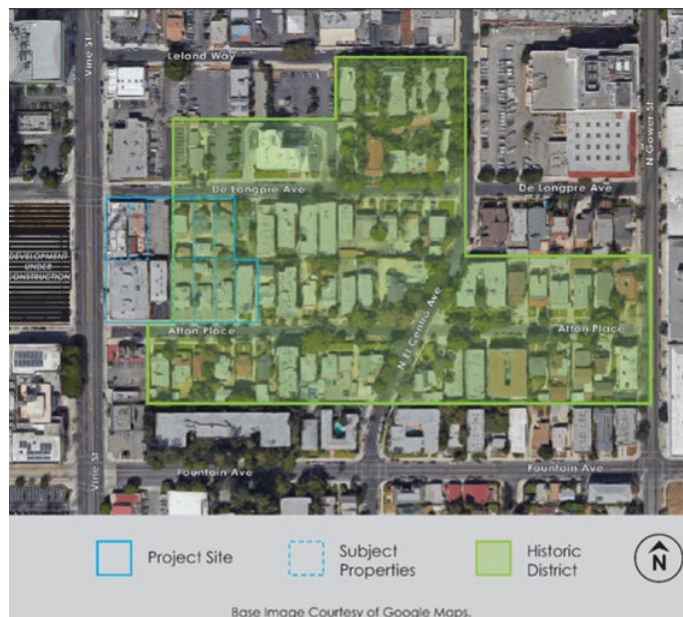 Leland Way
Vine St
N Gower St
De Longpre Ave
De Longpre Ave
DEVELOPMENT
UNDER
CONSTRUCTION
N El Centro Ave
Afton Place
Afton Place
Vine St
Fountain Ave
Fountain Ave
Project Site
Subject
Properties
Historic
District
N
Base Image Courtesy of Google Maps.